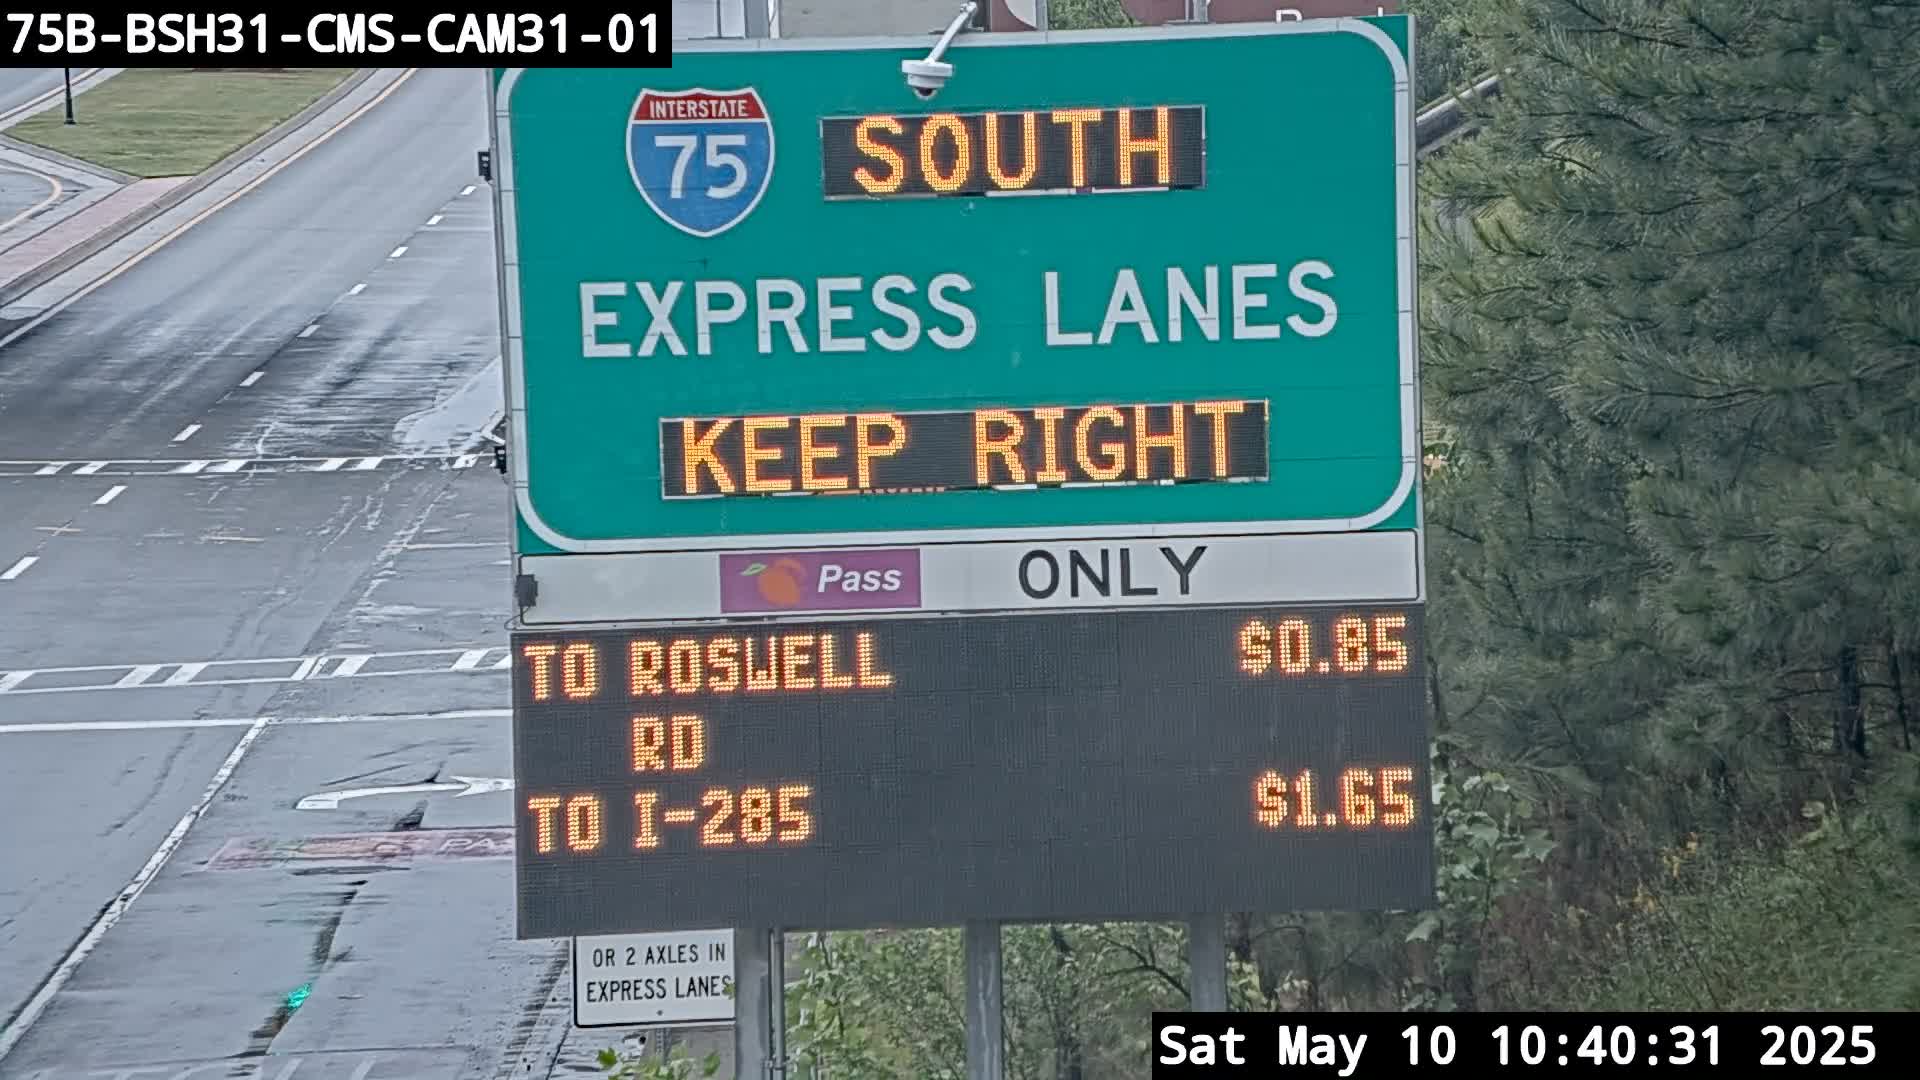 75B-BSH31-CMS-CAM31-01
INTERSTATE
75
SOUTH
EXPRESS LANES
KEEP RIGHT
Pass ONLY
TO ROSWELL $0.85
RD
TO I-285 $1.65
OR 2 AXLES IN
EXPRESS LANES
Sat May 10 10:40:31 2025